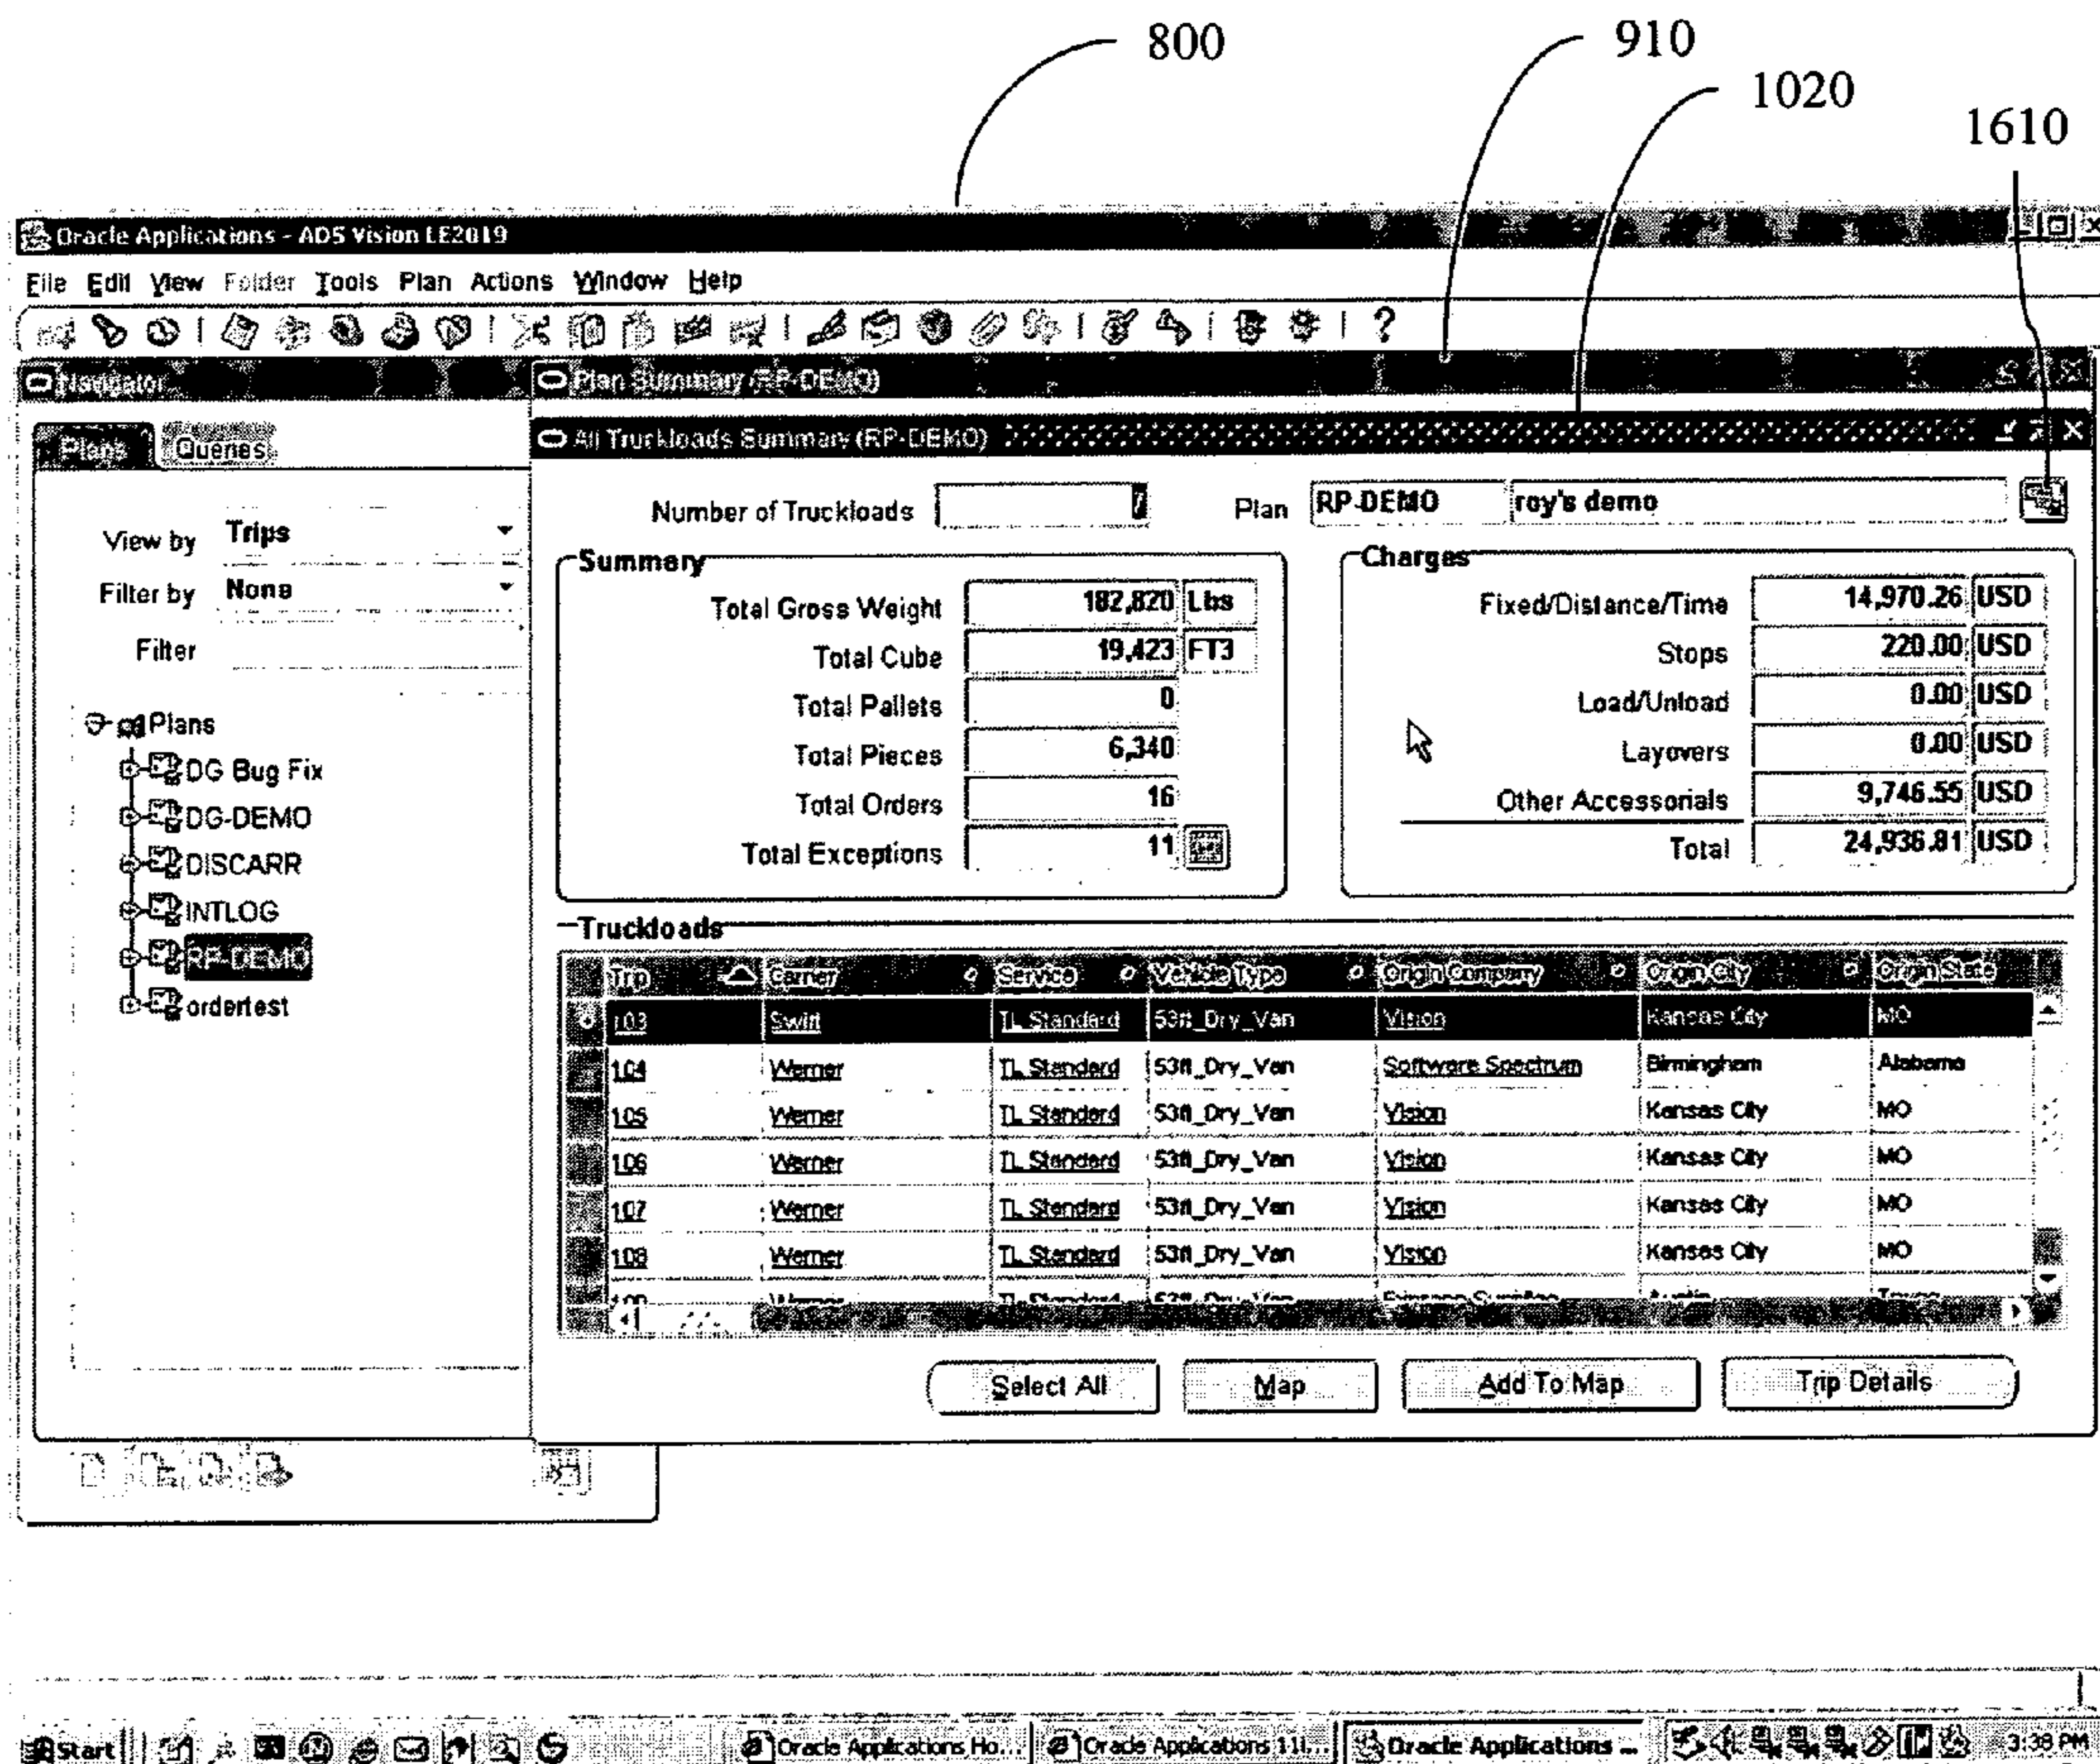 800
910
1020
1610
Oracle Applications - ADS Vision LE2019
File Edit View Folder Tools Plan Actions Window Help
Navigator
Plan Summary (RP-DEMO)
Plans Queries
All Truckloads Summary (RP-DEMO)
Number of Truckloads 7 Plan RP-DEMO roy's demo
View by Trips
Filter by None
Filter
Summary
Total Gross Weight 182,820 Lbs
Total Cube 19,423 FT3
Total Pallets 0
Total Pieces 6,340
Total Orders 16
Total Exceptions 11
Charges
Fixed/Distance/Time 14,970.26 USD
Stops 220.00 USD
Load/Unload 0.00 USD
Layovers 0.00 USD
Other Accessorials 9,746.55 USD
Total 24,936.81 USD
Plans
DG Bug Fix
DG-DEMO
DISCARR
INTLOG
RP-DEMO
ordertest
Truckloads
Trip Carrier Service Vehicle Type Origin Company Origin City Origin State
103 Swift TL Standard 53ft_Dry_Van Vision Kansas City MO
104 Werner TL Standard 53ft_Dry_Van Software Spectrum Birmingham Alabama
105 Werner TL Standard 53ft_Dry_Van Vision Kansas City MO
106 Werner TL Standard 53ft_Dry_Van Vision Kansas City MO
107 Werner TL Standard 53ft_Dry_Van Vision Kansas City MO
108 Werner TL Standard 53ft_Dry_Van Vision Kansas City MO
Select All Map Add To Map Trip Details
Start Oracle Applications Ho... Oracle Applications 11i... Oracle Applications - ... 3:38 PM